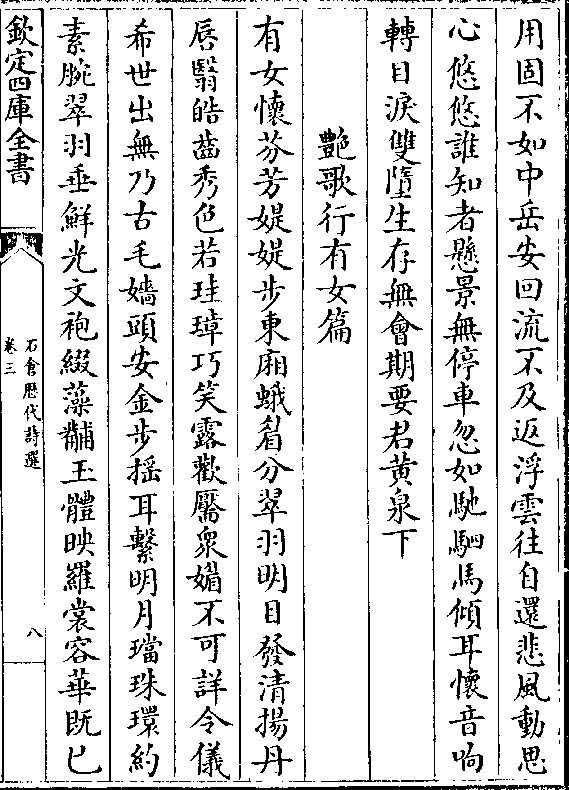 用固不如中岳安回流不及返浮雲往自還悲風動思
心悠悠誰知者懸景無停車忽如馳駟馬傾耳懷音响
轉目淚雙墮生存無會期要君黄泉下
艷歌行有女篇
有女懷芬芳媞媞步東廂蛾眉分翠羽明目發清揚丹
唇翳皓齒秀色若珪璋巧笑露歡靨衆媚不可詳令儀
希世出無乃古毛嬙頭安金步揺耳繫明月璫珠環約
素腕翠羽垂鮮光文袍綴藻黼玉體映羅裳容華既已
欽定四庫全書
石倉歴代詩選
卷三
八